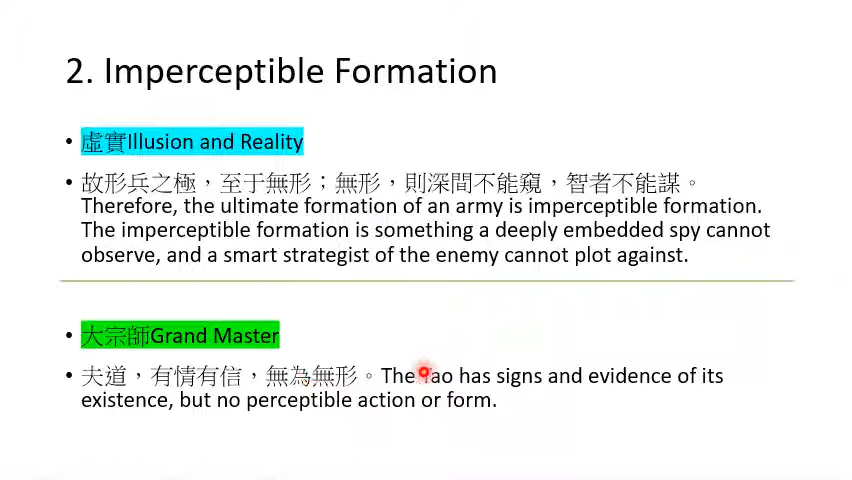 2. Imperceptible Formation
• 虛實Illusion and Reality
• 故形兵之極，至于無形；無形，則深間不能窺，智者不能謀。
Therefore, the ultimate formation of an army is imperceptible formation.
The imperceptible formation is something a deeply embedded spy cannot
observe, and a smart strategist of the enemy cannot plot against.
• 大宗師Grand Master
• 夫道，有情有信，無為無形。The Tao has signs and evidence of its
existence, but no perceptible action or form.